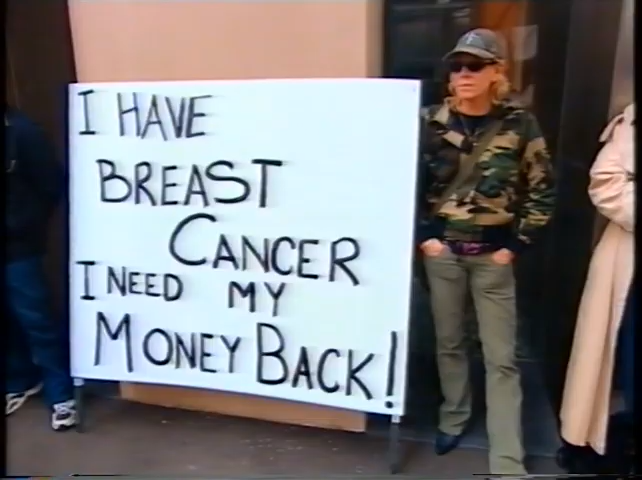 I HAVE
BREAST
CANCER
I NEED MY
MONEY BACK!